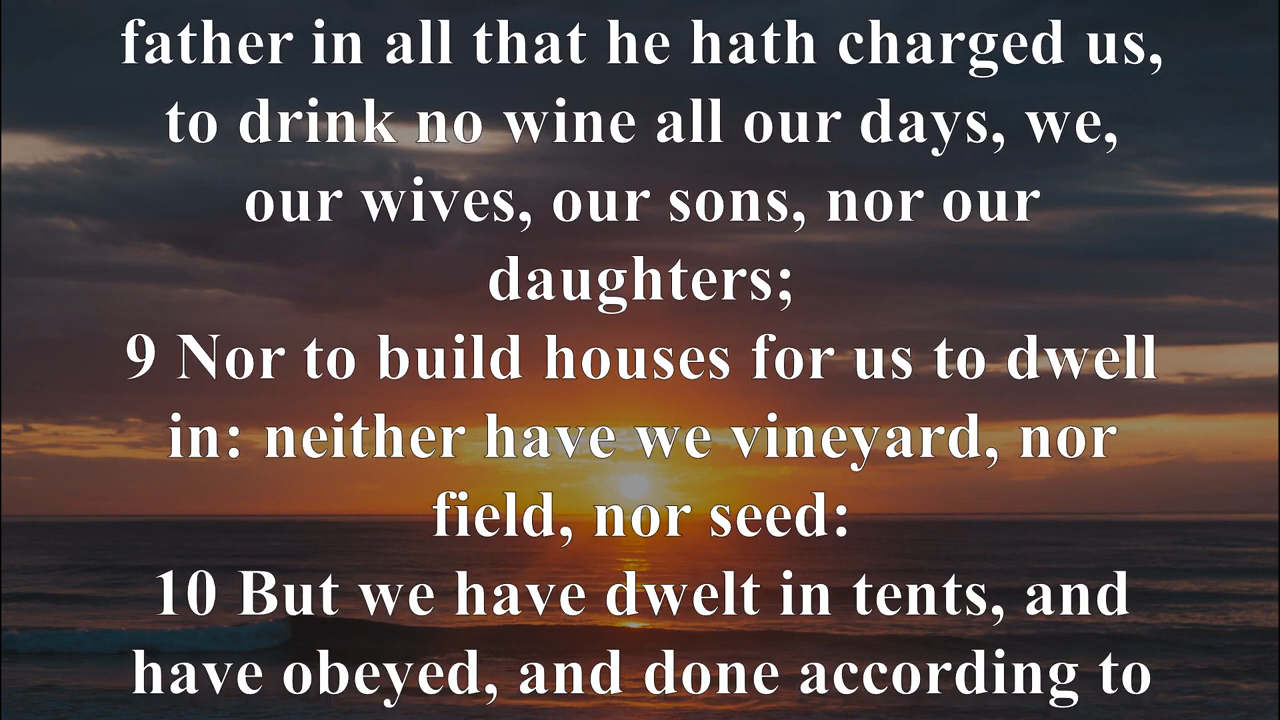 father in all that he hath charged us,
to drink no wine all our days, we,
our wives, our sons, nor our
daughters;
9 Nor to build houses for us to dwell
in: neither have we vineyard, nor
field, nor seed:
10 But we have dwelt in tents, and
have obeyed, and done according to